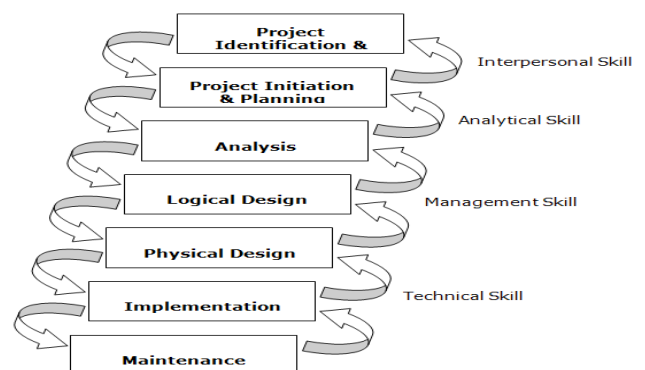 Project
Identification &
Interpersonal Skill
Project Initiation
& Planning
Analytical Skill
Analysis
Logical Design
Management Skill
Physical Design
Technical Skill
Implementation
Maintenance